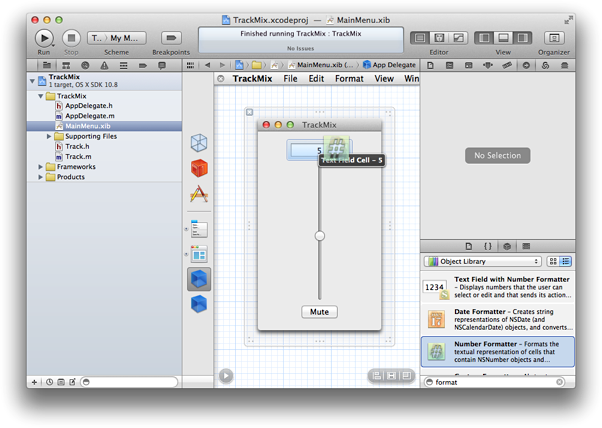 TrackMix.xcodeproj — MainMenu.xib
Finished running TrackMix : TrackMix
No Issues
Run
Stop
T...〉 My M...
Scheme
Breakpoints
Editor
View
Organizer
TrackMix
1 target, OS X SDK 10.8
TrackMix
AppDelegate.h
AppDelegate.m
MainMenu.xib
Supporting Files
Track.h
Track.m
Frameworks
Products
MainMenu.xib (...
App Delegate
TrackMix File Edit Format View Win
TrackMix
5
Text Field Cell – 5
Mute
No Selection
Object Library
1234
Text Field with Number Formatter
– Displays numbers that the user can
select or edit and that sends its action...
Date Formatter – Creates string
representations of NSDate (and
NSCalendarDate) objects, and converts...
Number Formatter – Formats the
textual representation of cells that
contain NSNumber objects and...
format